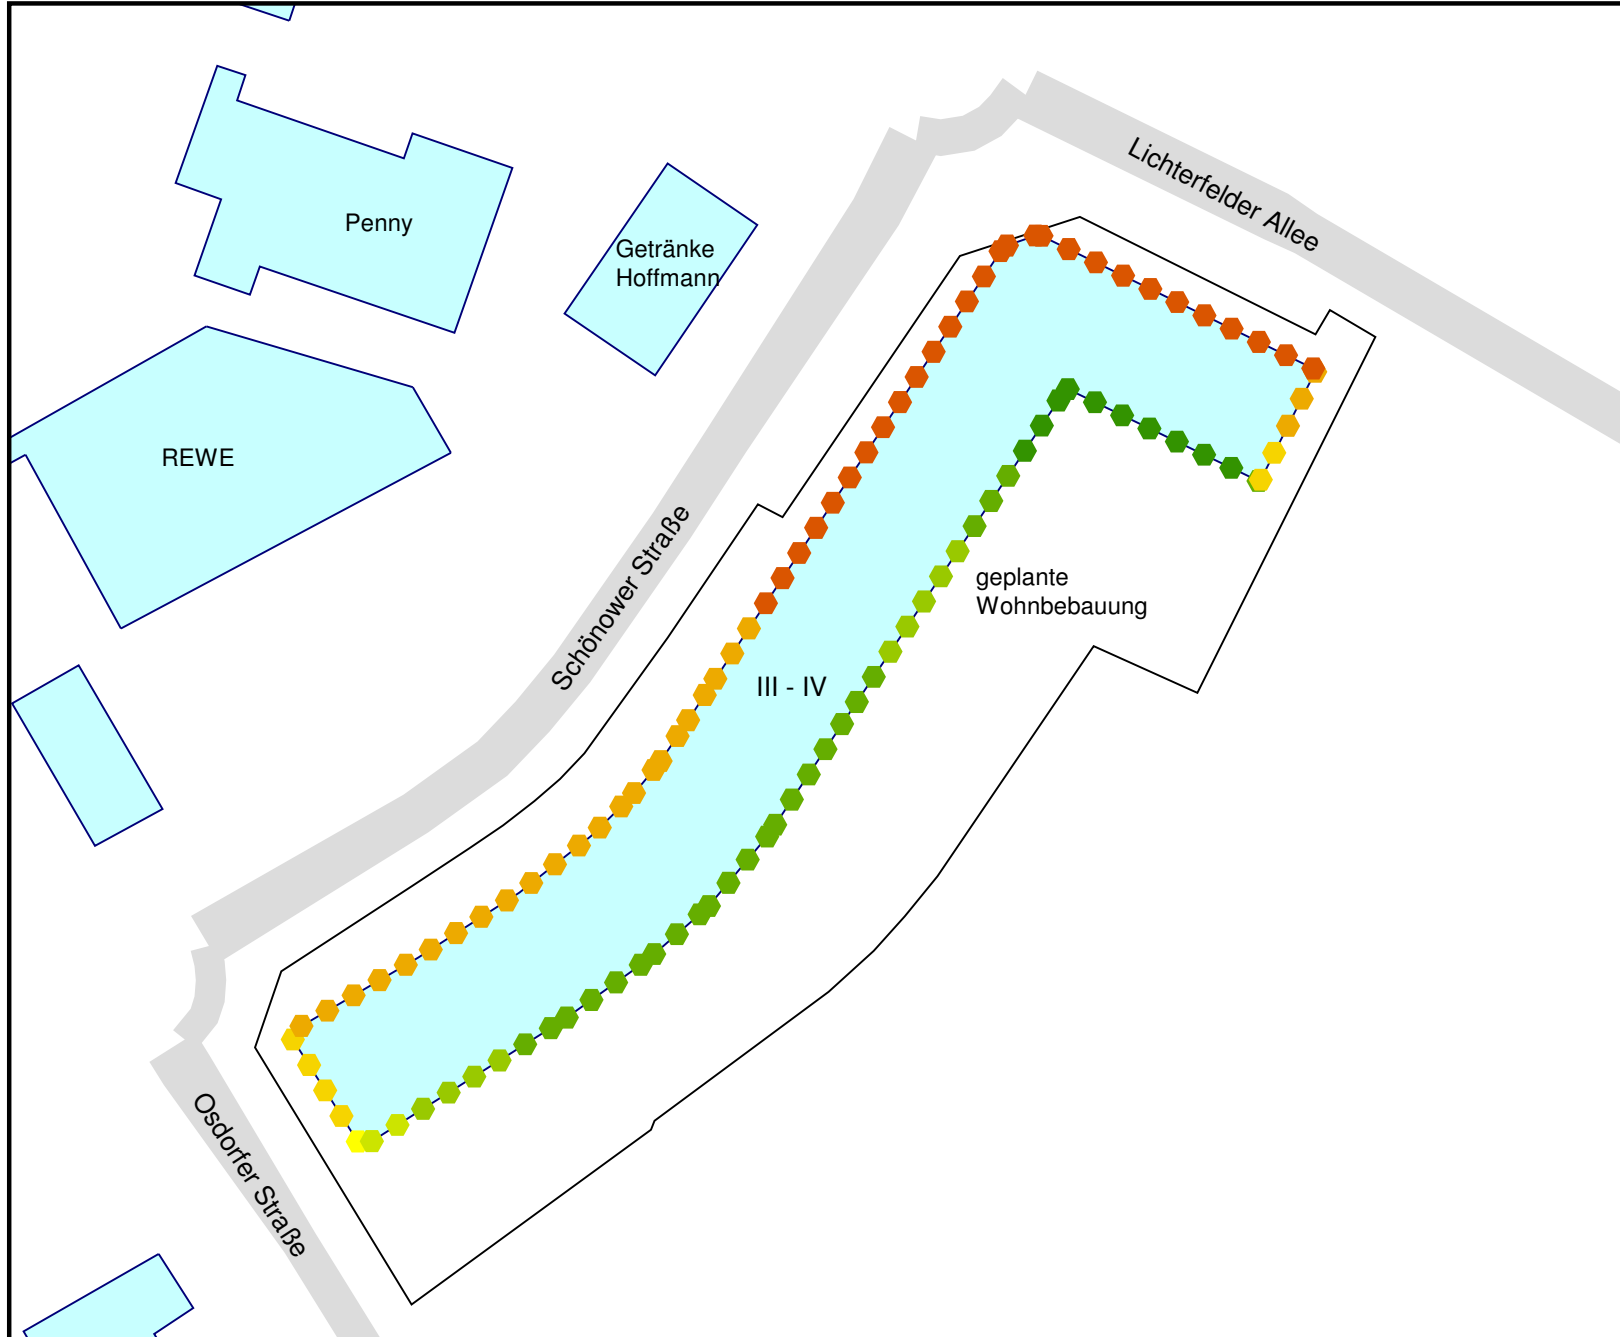 Lichterfelder Allee
Penny
Getränke
Hoffmann
REWE
Schönower Straße
geplante
Wohnbebauung
III - IV
Osdorfer Straße